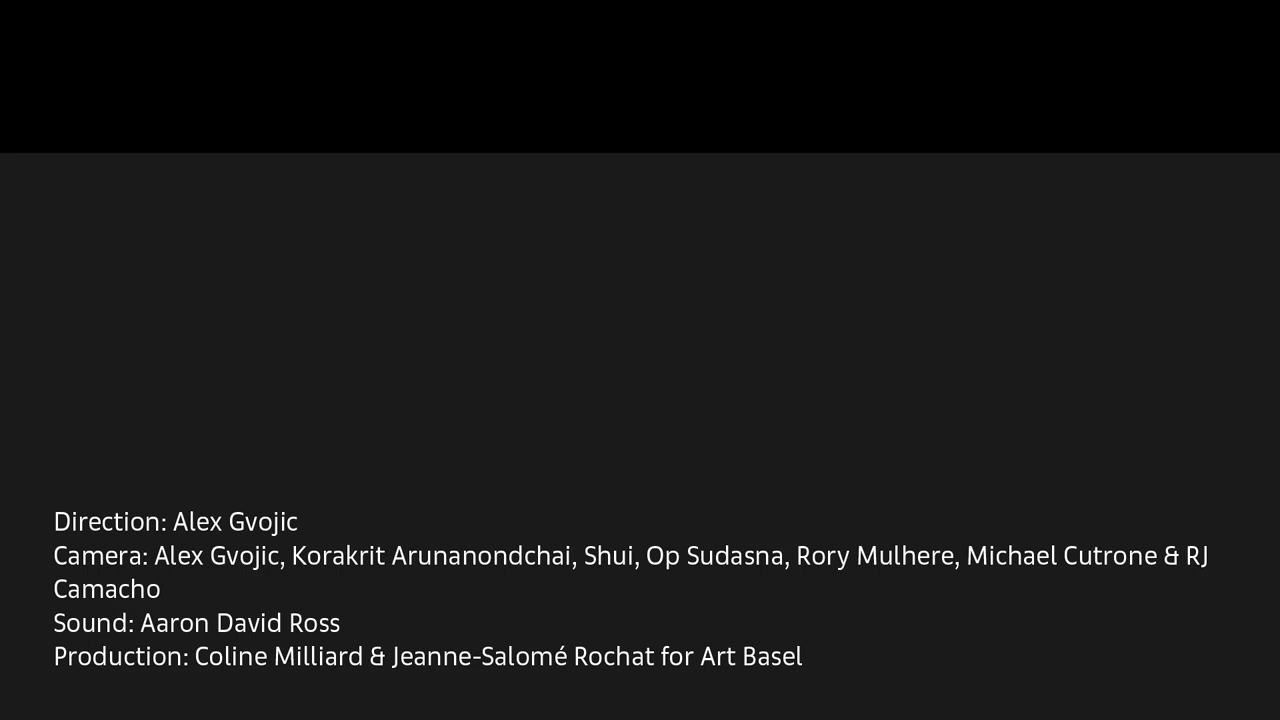 Direction: Alex Gvojic
Camera: Alex Gvojic, Korakrit Arunanondchai, Shui, Op Sudasna, Rory Mulhere, Michael Cutrone & RJ
Camacho
Sound: Aaron David Ross
Production: Coline Milliard & Jeanne-Salomé Rochat for Art Basel